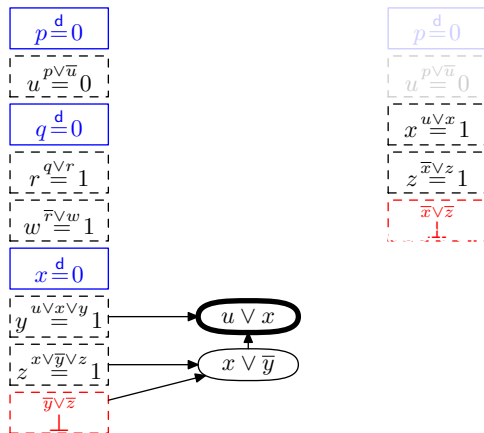 p =ᵈ 0
u =^{p∨u̅} 0
q =ᵈ 0
r =^{q∨r} 1
w =^{r̅∨w} 1
x =ᵈ 0
y =^{u∨x∨y} 1
z =^{x∨y̅∨z} 1
y̅∨z̅
⊥
u ∨ x
x ∨ y̅
p =ᵈ 0
u =^{p∨u̅} 0
x =^{u∨x} 1
z =^{x̅∨z} 1
x̅∨z̅
⊥